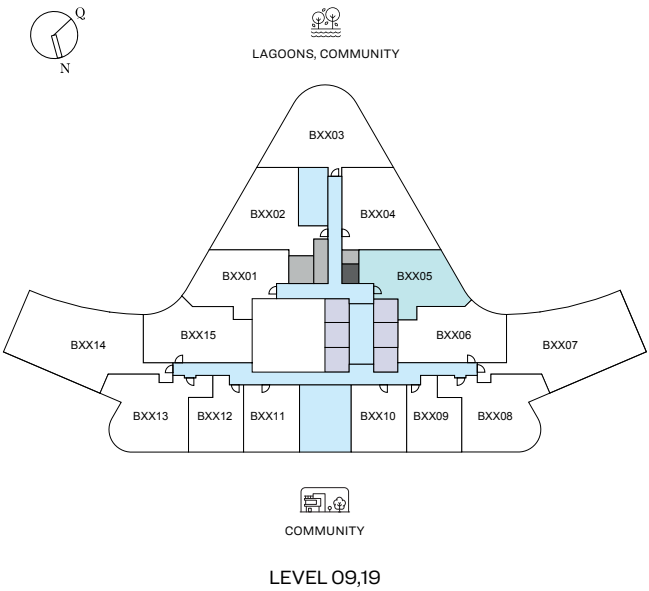 Q
N
LAGOONS, COMMUNITY
BXX03
BXX02
BXX04
BXX01
BXX05
BXX14
BXX15
BXX06
BXX07
BXX13
BXX12
BXX11
BXX10
BXX09
BXX08
COMMUNITY
LEVEL 09,19